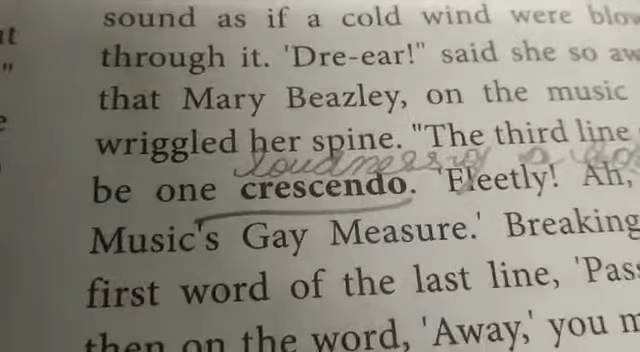 sound as if a cold wind were
through it. 'Dre-ear!" said she so
that Mary Beazley, on the music
wriggled her spine. "The third line
loudness
be one crescendo. 'Fleetly! Ah,
Music's Gay Measure.' Breaking
first word of the last line, 'Pass
then on the word, 'Away,' you